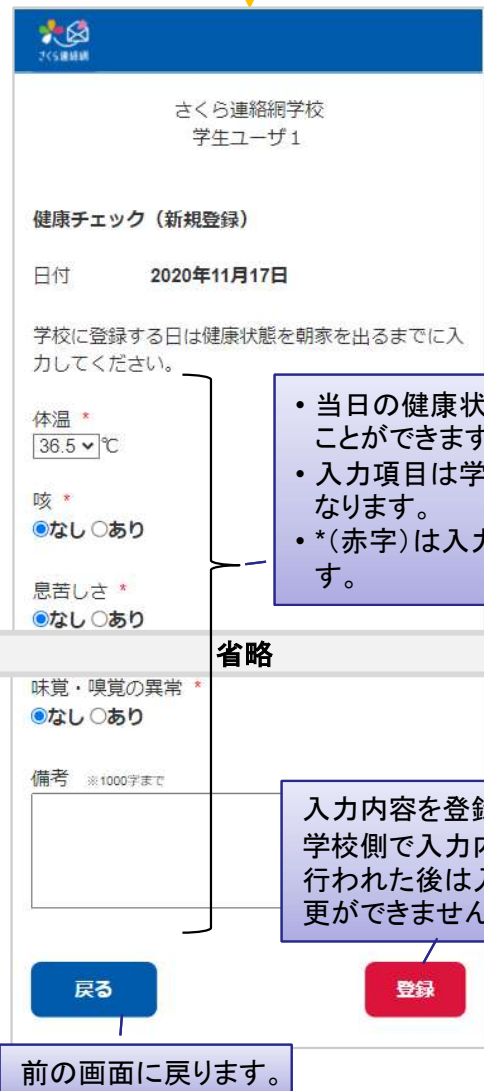 さくら連絡網
さくら連絡網学校
学生ユーザ1
健康チェック（新規登録）
日付 2020年11月17日
学校に登録する日は健康状態を朝家を出るまでに入
力してください。
体温 *
36.5 ℃
咳 *
なし あり
息苦しさ *
なし あり
・当日の健康状
ことができます
・入力項目は学
なります。
・*(赤字)は入力
す。
省略
味覚・嗅覚の異常 *
なし あり
備考 ※1000字まで
入力内容を登録
学校側で入力内
行われた後は入
更ができません
戻る
登録
前の画面に戻ります。